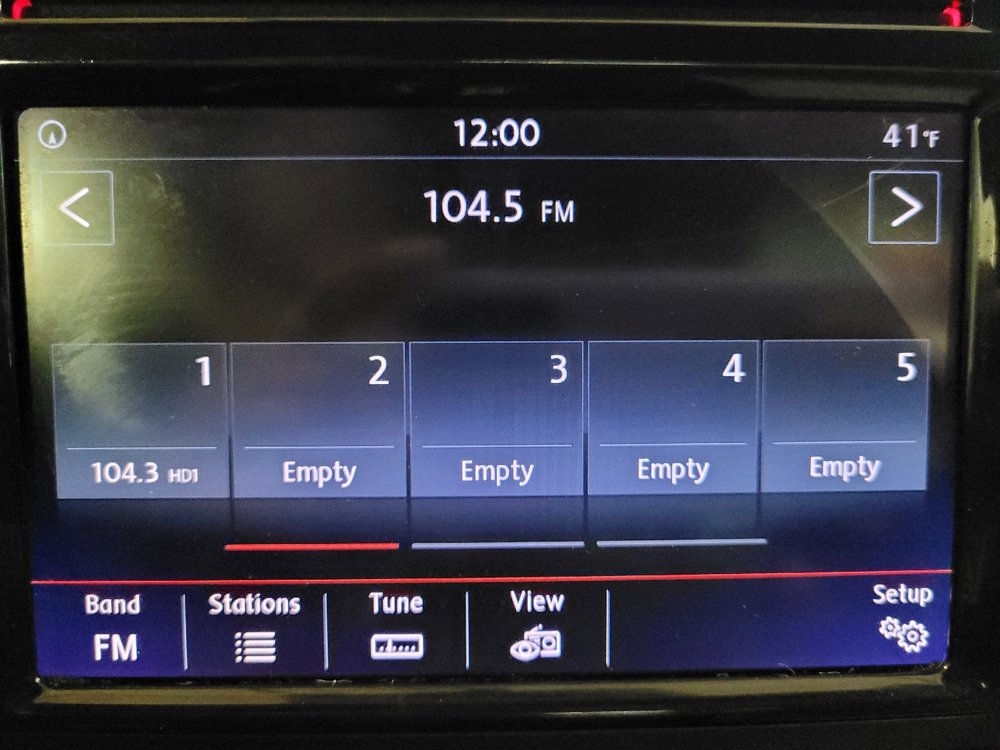 12:00
41°F
104.5 FM
1
2
3
4
5
104.3 HD1
Empty
Empty
Empty
Empty
Band
Stations
Tune
View
Setup
FM